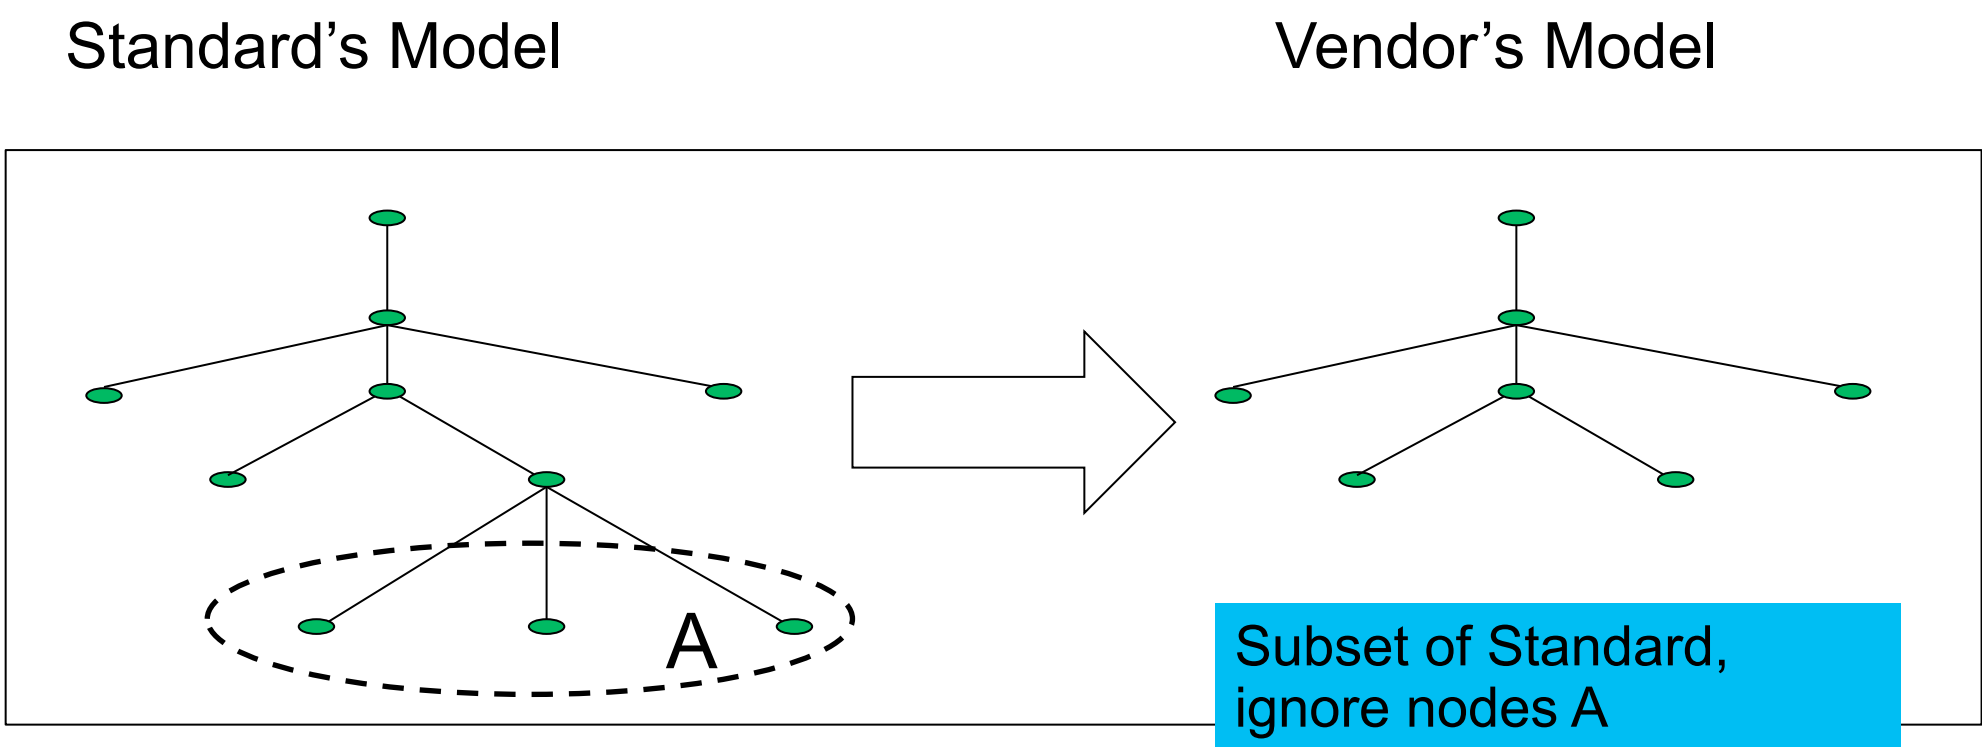 Standard’s Model
Vendor’s Model
A
Subset of Standard,
ignore nodes A